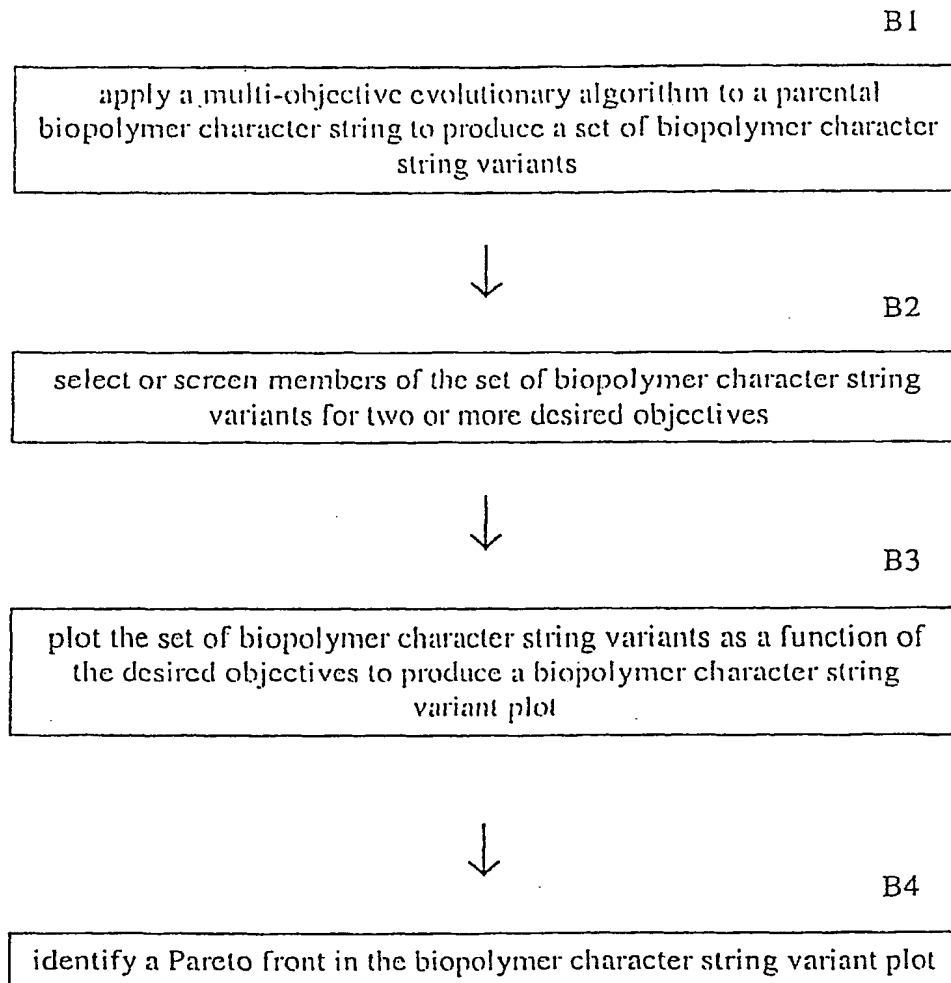 B1
apply a multi-objective evolutionary algorithm to a parental
biopolymer character string to produce a set of biopolymer character
string variants
B2
select or screen members of the set of biopolymer character string
variants for two or more desired objectives
B3
plot the set of biopolymer character string variants as a function of
the desired objectives to produce a biopolymer character string
variant plot
B4
identify a Pareto front in the biopolymer character string variant plot